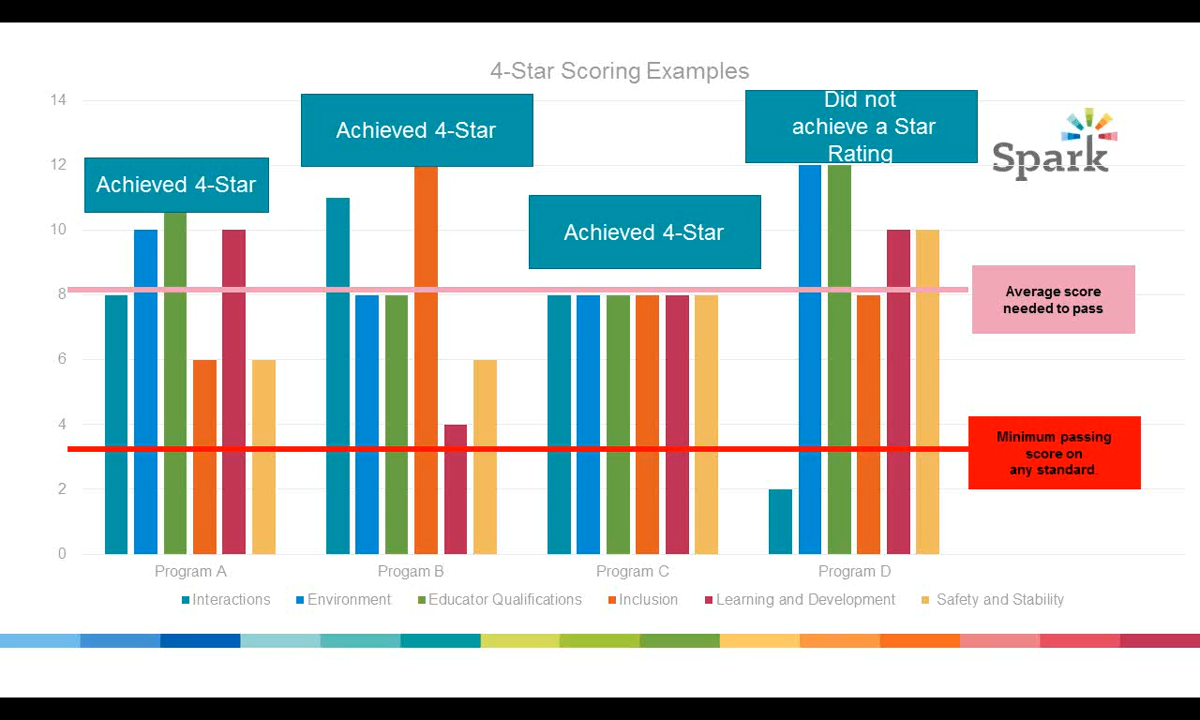 4-Star Scoring Examples
14
12
10
8
6
4
2
0
Achieved 4-Star
Achieved 4-Star
Achieved 4-Star
Did not
achieve a Star
Rating
Spark
Average score
needed to pass
Minimum passing
score on
any standard.
Program A
Progam B
Program C
Program D
Interactions
Environment
Educator Qualifications
Inclusion
Learning and Development
Safety and Stability